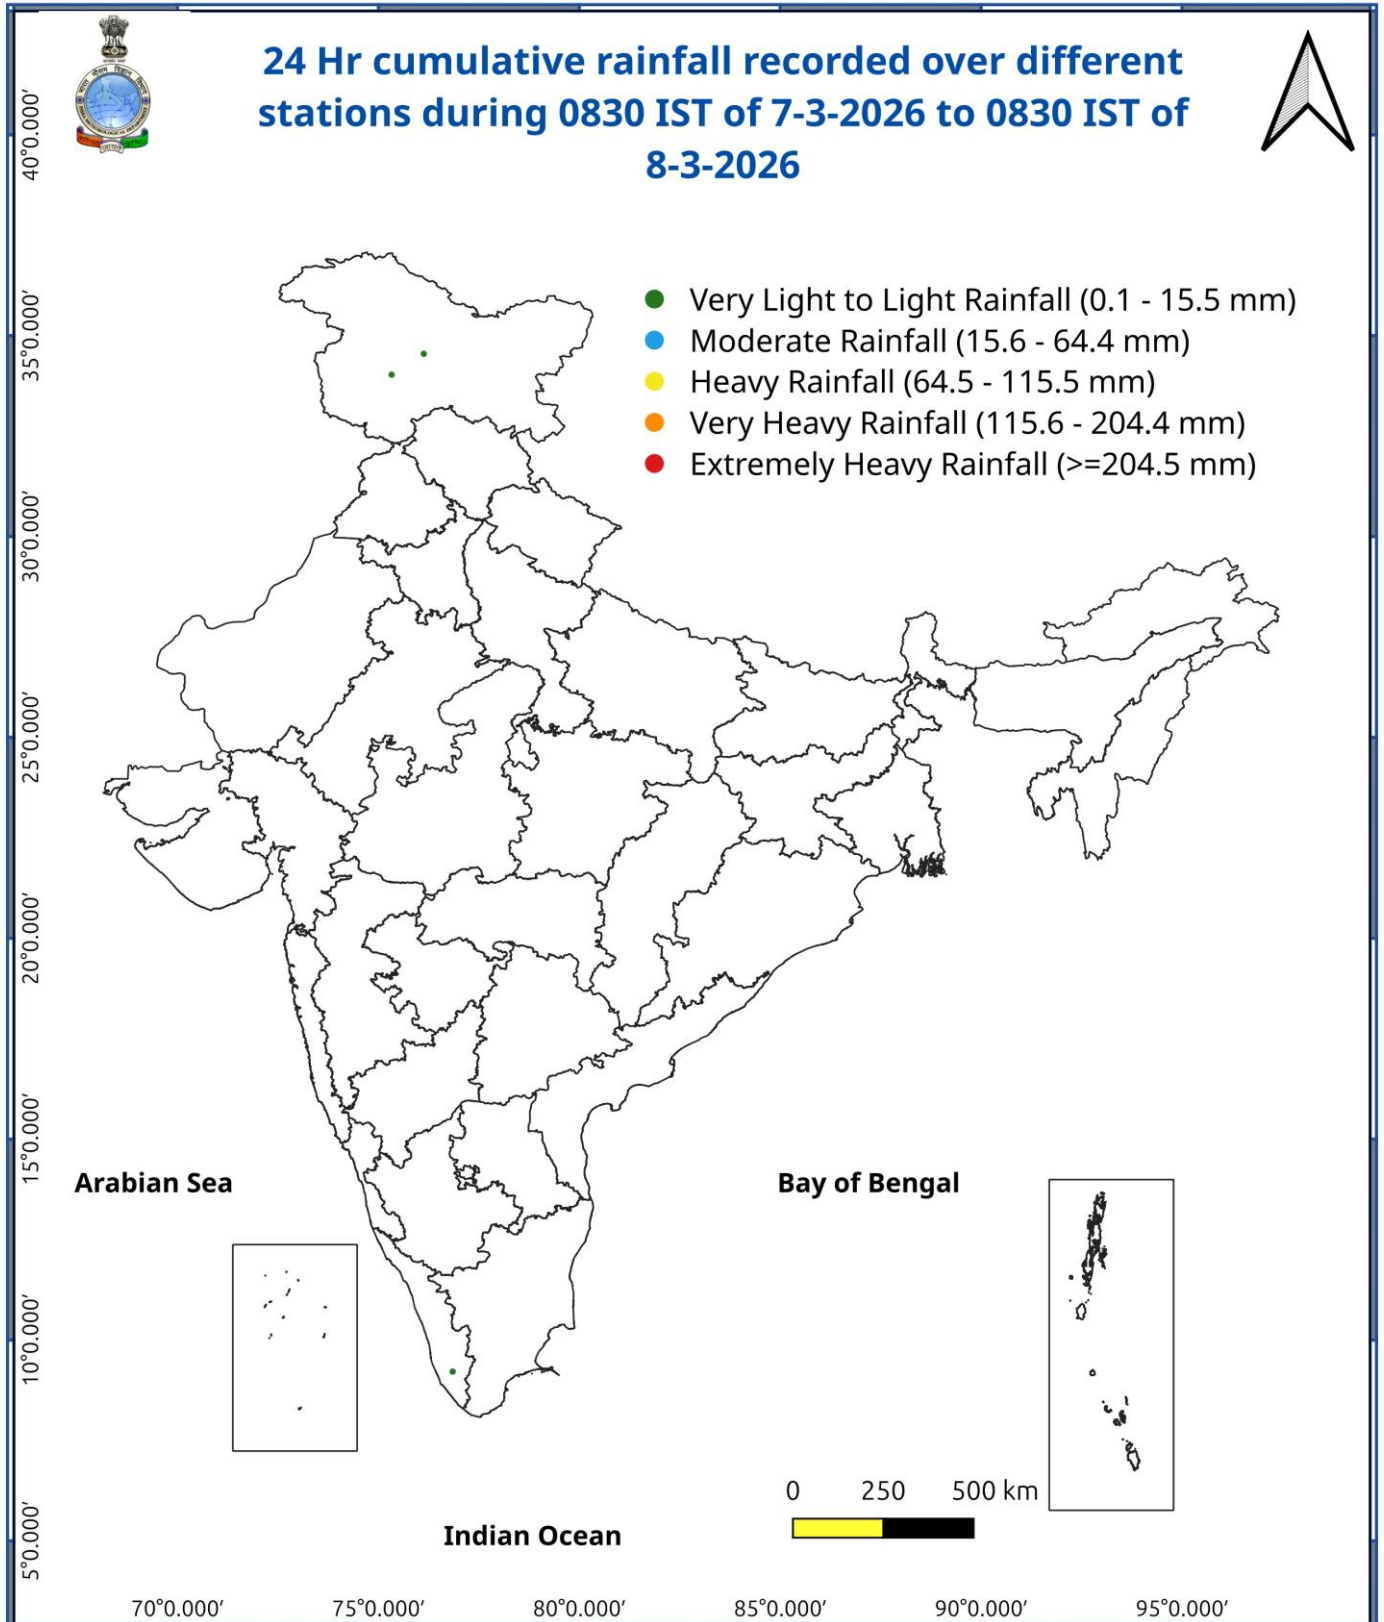 24 Hr cumulative rainfall recorded over different
stations during 0830 IST of 7-3-2026 to 0830 IST of
8-3-2026
Very Light to Light Rainfall (0.1 - 15.5 mm)
Moderate Rainfall (15.6 - 64.4 mm)
Heavy Rainfall (64.5 - 115.5 mm)
Very Heavy Rainfall (115.6 - 204.4 mm)
Extremely Heavy Rainfall (>=204.5 mm)
40°0.000′
35°0.000′
30°0.000′
25°0.000′
20°0.000′
15°0.000′
10°0.000′
5°0.000′
Arabian Sea
Bay of Bengal
0 250 500 km
Indian Ocean
70°0.000′ 75°0.000′ 80°0.000′ 85°0.000′ 90°0.000′ 95°0.000′